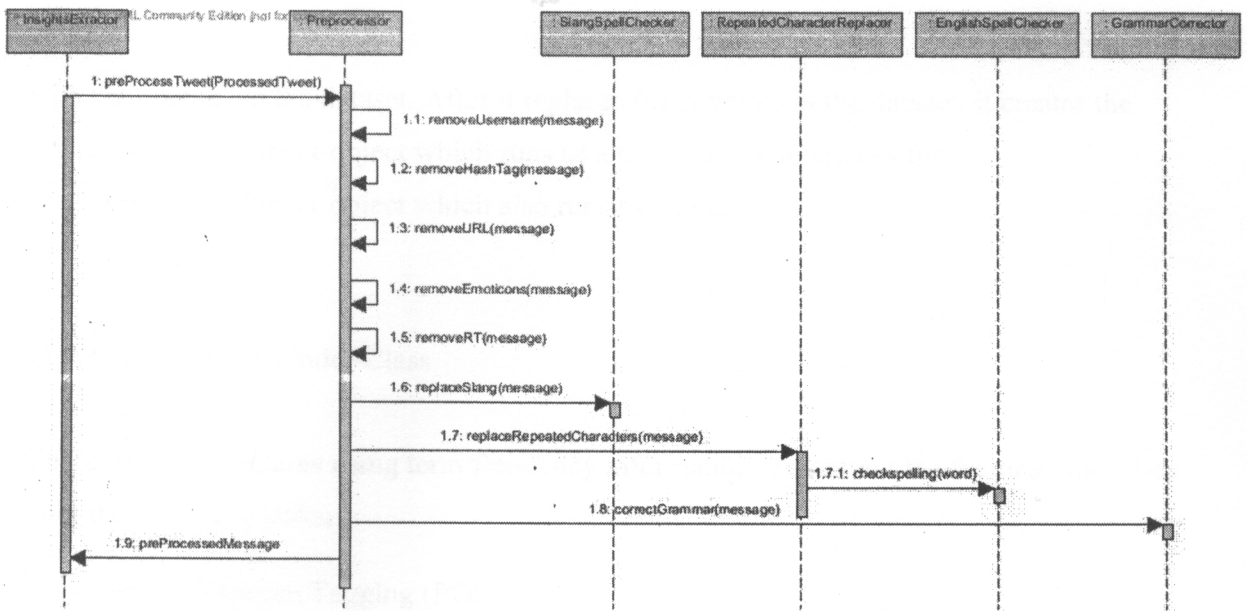 : InsightsExtractor
ML Community Edition [not for
: Preprocessor
: SlangSpellChecker
: RepeatedCharacterReplacer
: EnglishSpellChecker
: GrammarCorrector
1: preProcessTweet(ProcessedTweet)
1.1: removeUsername(message)
1.2: removeHashTag(message)
1.3: removeURL(message)
1.4: removeEmoticons(message)
1.5: removeRT(message)
1.6: replaceSlang(message)
1.7: replaceRepeatedCharacters(message)
1.7.1: checkspelling(word)
1.8: correctGrammar(message)
1.9: preProcessedMessage